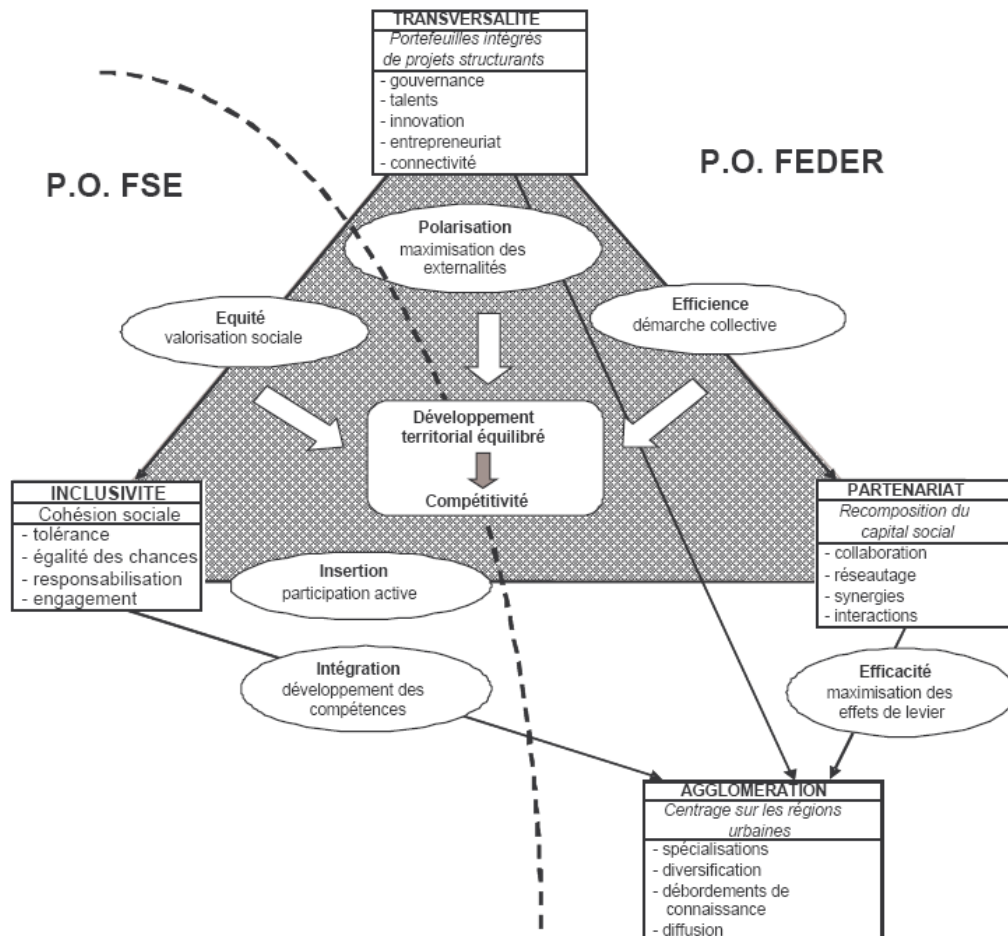 TRANSVERSALITE
Portefeuilles intégrés
de projets structurants
- gouvernance
- talents
- innovation
- entrepreneuriat
- connectivité
P.O. FSE
P.O. FEDER
Polarisation
maximisation des
externalités
Equité
valorisation sociale
Efficience
démarche collective
Développement
territorial équilibré
Compétitivité
INCLUSIVITE
Cohésion sociale
- tolérance
- égalité des chances
- responsabilisation
- engagement
PARTENARIAT
Recomposition du
capital social
- collaboration
- réseautage
- synergies
- interactions
Insertion
participation active
Intégration
développement des
compétences
Efficacité
maximisation des
effets de levier
AGGLOMERATION
Centrage sur les régions
urbaines
- spécialisations
- diversification
- débordements de
connaissance
- diffusion